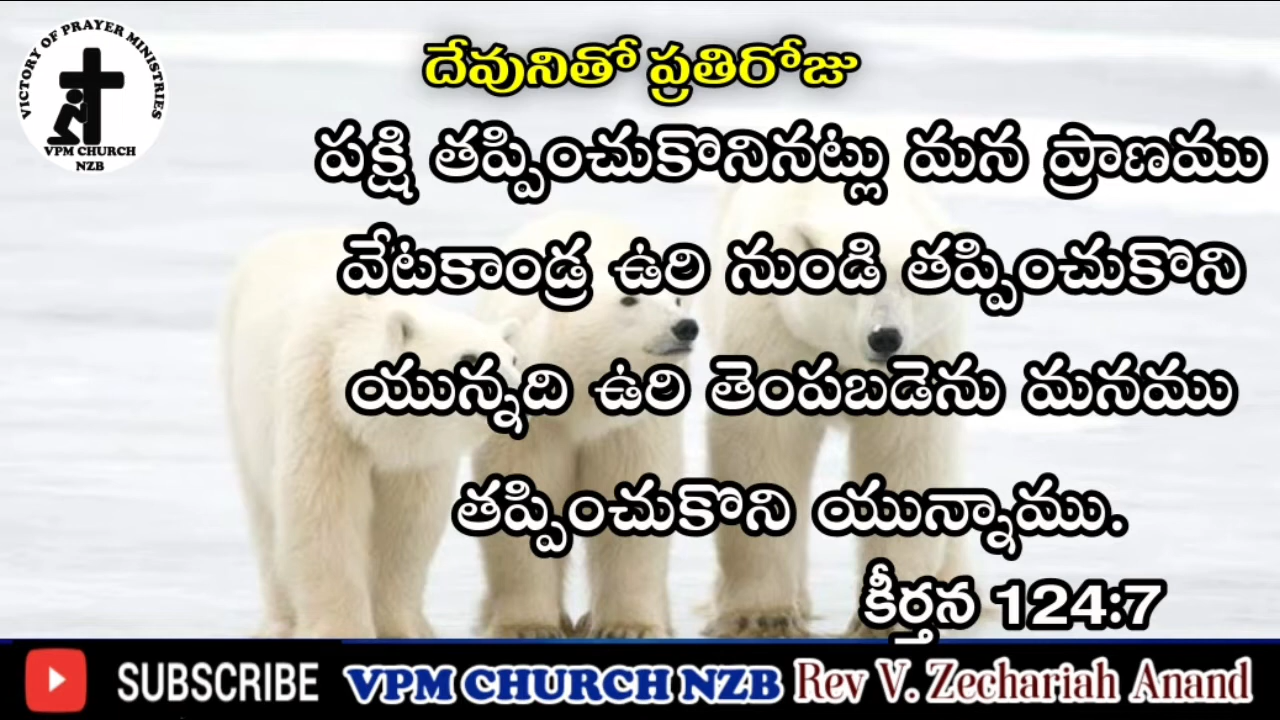 VICTORY OF PRAYER MINISTRIES
VPM CHURCH
NZB
దేవునితో ప్రతిరోజు
పక్షి తప్పించుకొనినట్లు మన ప్రాణము
వేటకాండ్ర ఉరి నుండి తప్పించుకొని
యున్నది ఉరి తెంపబడెను మనము
తప్పించుకొని యున్నాము.
కీర్తన 124:7
SUBSCRIBE VPM CHURCH NZB Rev V. Zechariah Anand